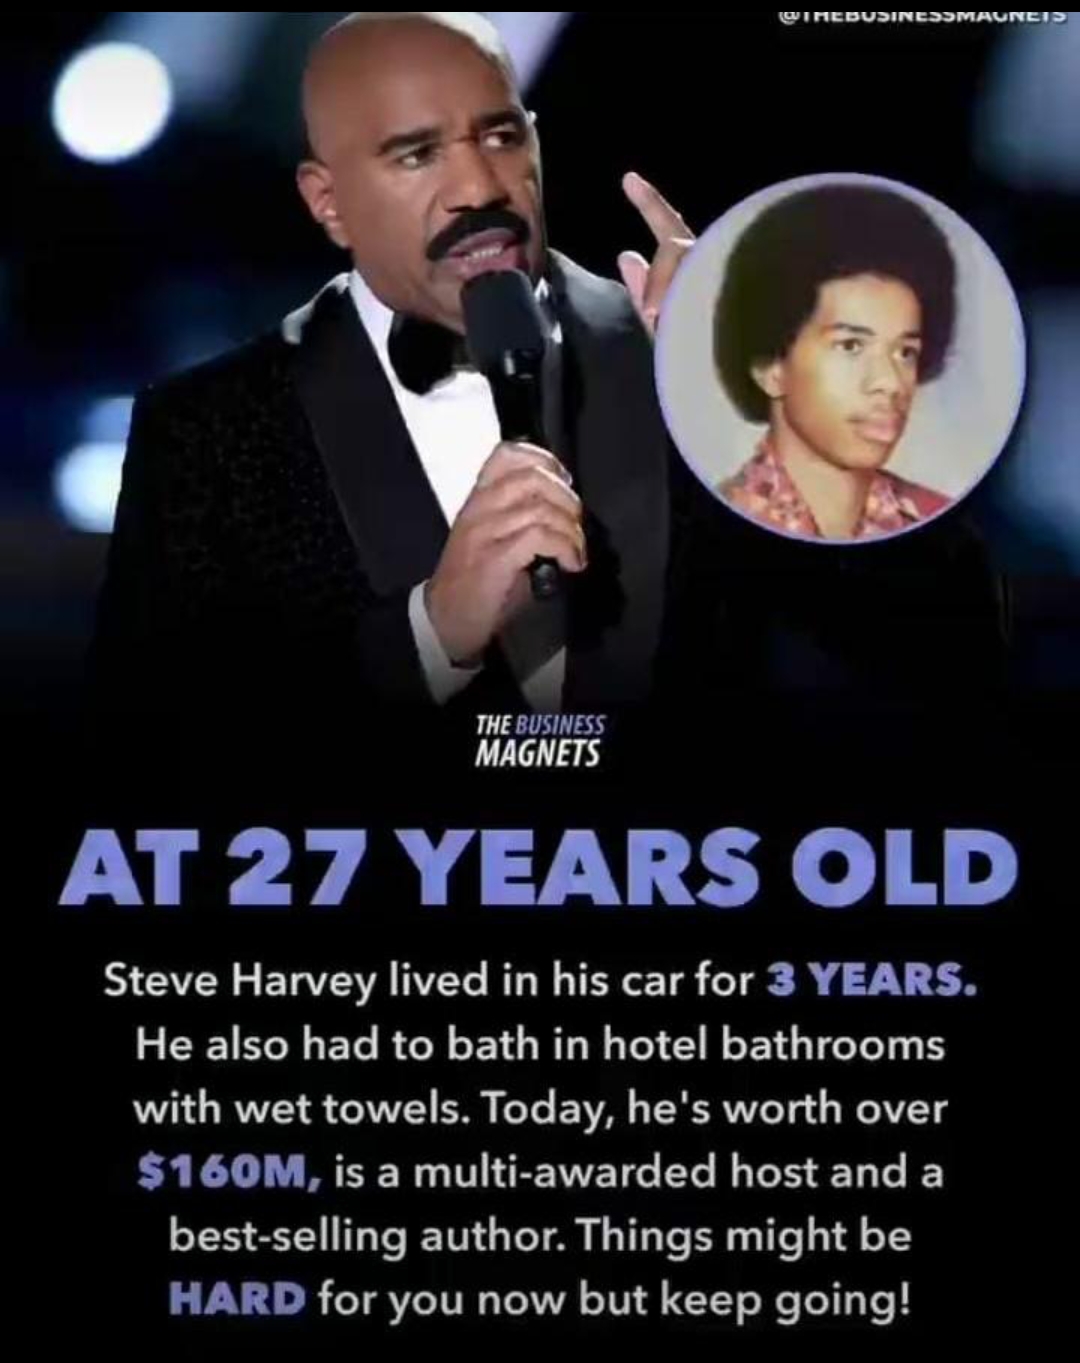 @THEBUSINESSMAGNETS
THE BUSINESS
MAGNETS
AT 27 YEARS OLD
Steve Harvey lived in his car for 3 YEARS.
He also had to bath in hotel bathrooms
with wet towels. Today, he's worth over
$160M, is a multi-awarded host and a
best-selling author. Things might be
HARD for you now but keep going!